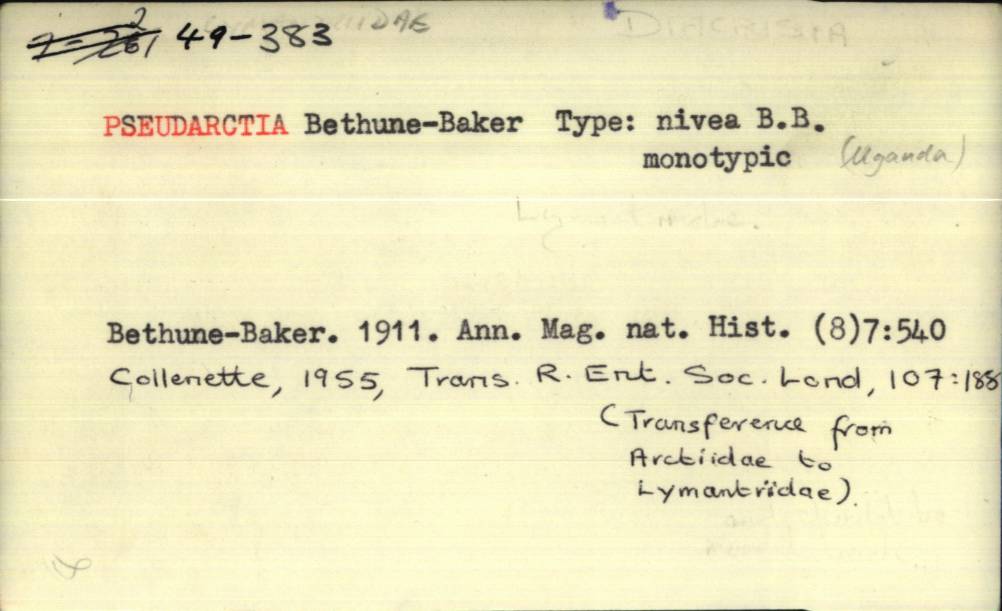 49-383
PSEUDARCTIA Bethune-Baker Type: nivea B.B.
monotypic (Uganda)
Bethune-Baker. 1911. Ann. Mag. nat. Hist. (8)7:540
Collenette, 1955, Trans. R. Ent. Soc. Lond, 107:188
(Transference from
Arctiidae to
Lymantriidae).